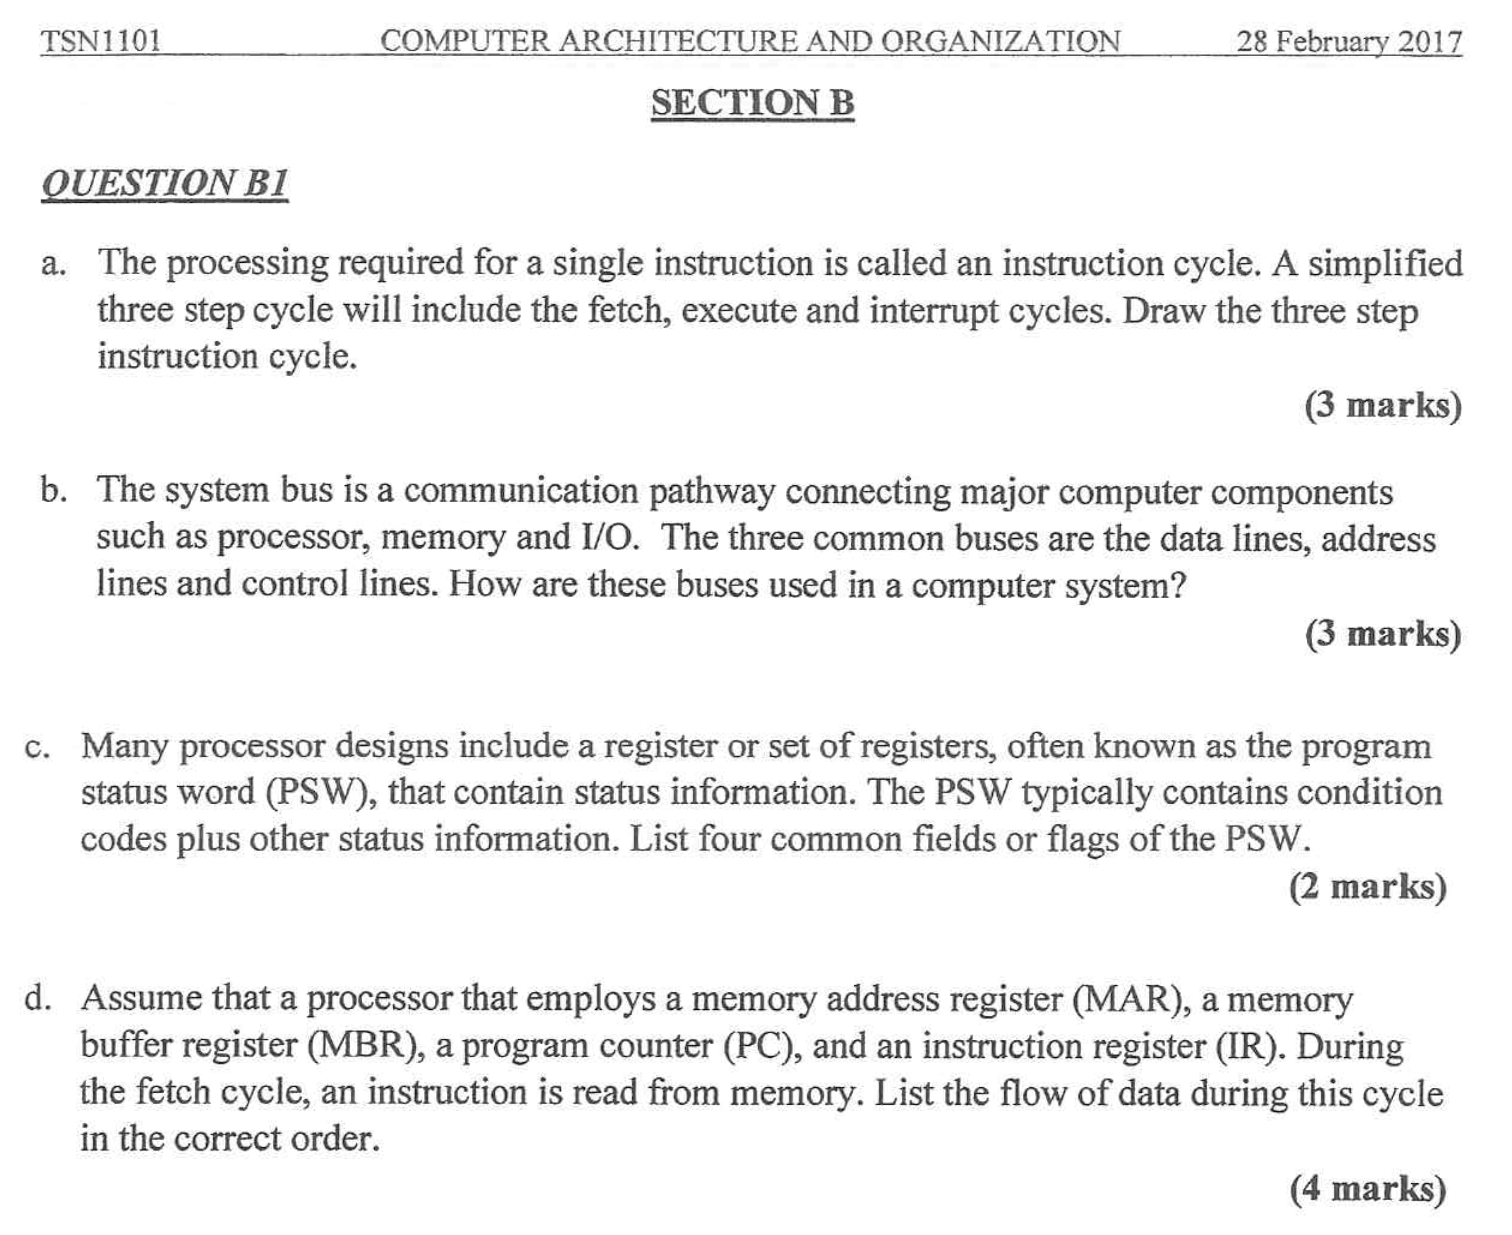 TSN1101 COMPUTER ARCHITECTURE AND ORGANIZATION 28 February 2017
SECTION B
QUESTION B1
a. The processing required for a single instruction is called an instruction cycle. A simplified
three step cycle will include the fetch, execute and interrupt cycles. Draw the three step
instruction cycle.
(3 marks)
b. The system bus is a communication pathway connecting major computer components
such as processor, memory and I/O. The three common buses are the data lines, address
lines and control lines. How are these buses used in a computer system?
(3 marks)
c. Many processor designs include a register or set of registers, often known as the program
status word (PSW), that contain status information. The PSW typically contains condition
codes plus other status information. List four common fields or flags of the PSW.
(2 marks)
d. Assume that a processor that employs a memory address register (MAR), a memory
buffer register (MBR), a program counter (PC), and an instruction register (IR). During
the fetch cycle, an instruction is read from memory. List the flow of data during this cycle
in the correct order.
(4 marks)